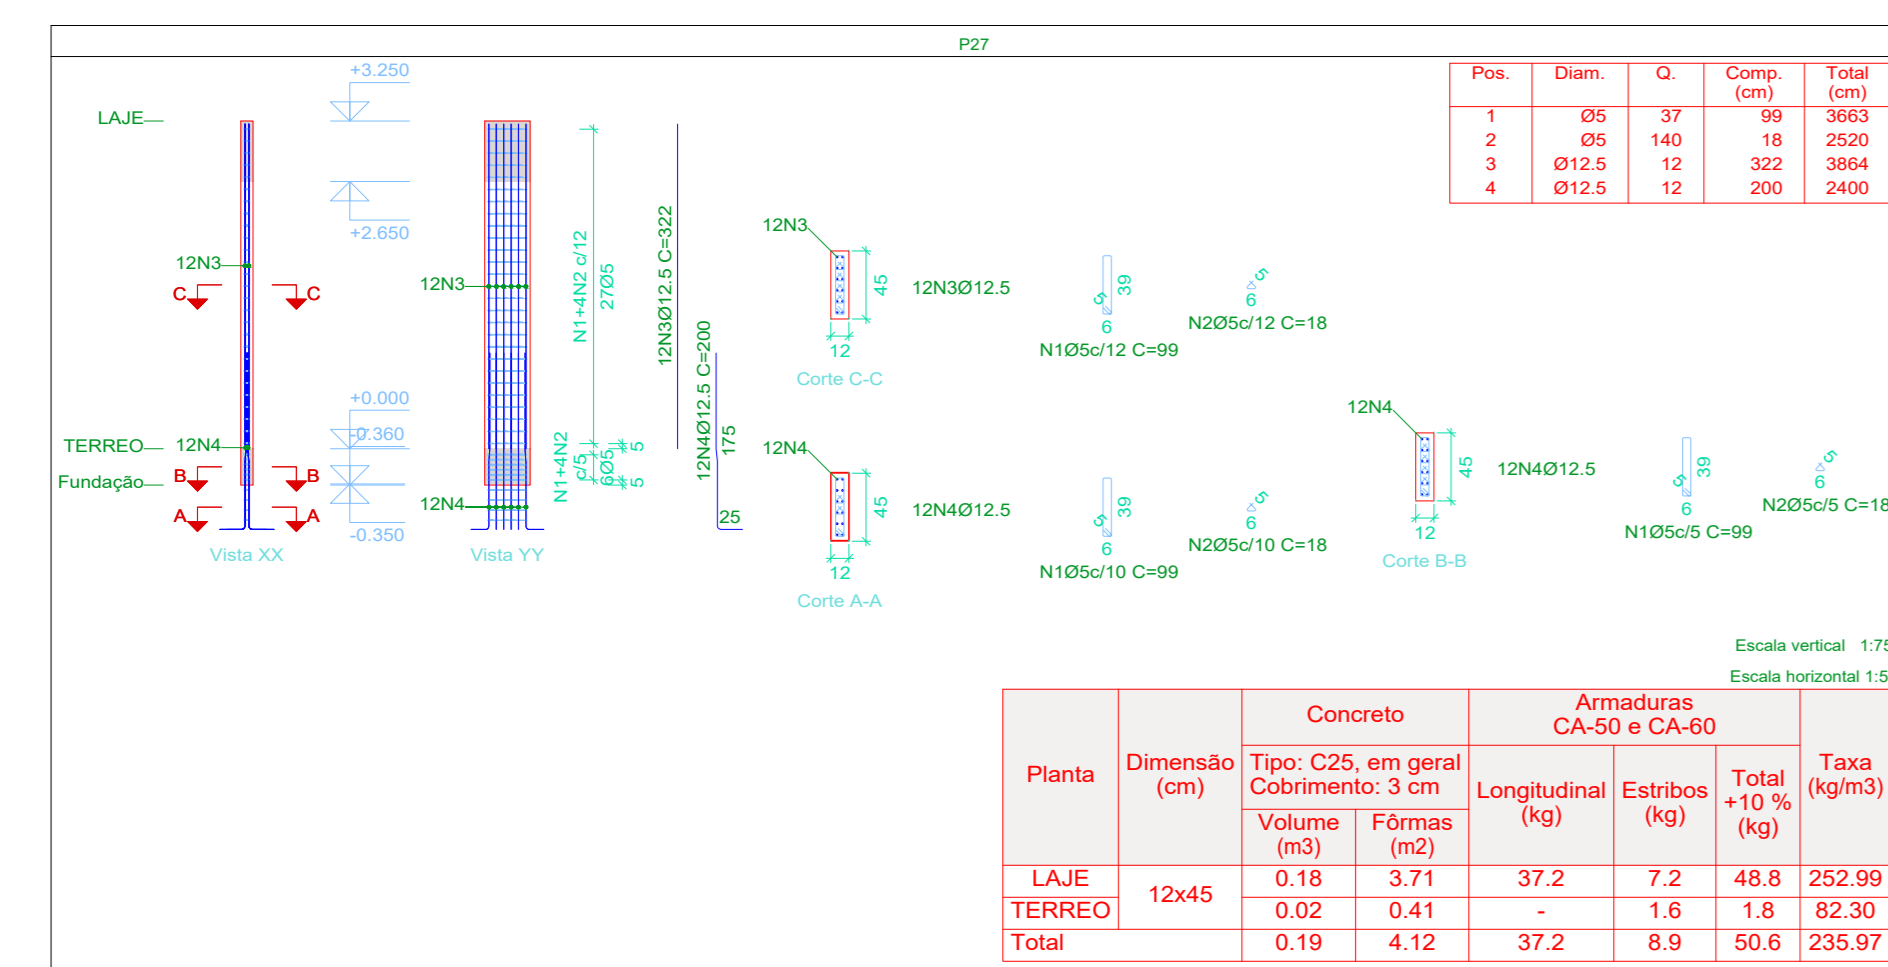 P27
Pos. Diam. Q. Comp. (cm) Total (cm)
1 Ø5 37 99 3663
2 Ø5 140 18 2520
3 Ø12.5 12 322 3864
4 Ø12.5 12 200 2400
+3.250
LAJE
+2.650
12N3
C C
+0.000
-0.360
TERREO
12N4
Fundação
B B
A A
-0.350
Vista XX
12N3
12N4
Vista YY
N1+4N2 c/12
27Ø5
N1+4N2
c/5
6Ø5
5
5
12N3Ø12.5 C=322
12N4Ø12.5 C=200
175
25
12N3
45
12
12N3Ø12.5
Corte C-C
39
5
6
N1Ø5c/12 C=99
5
6
N2Ø5c/12 C=18
12N4
45
12
12N4Ø12.5
Corte A-A
39
5
6
N1Ø5c/10 C=99
5
6
N2Ø5c/10 C=18
12N4
45
12
12N4Ø12.5
Corte B-B
39
5
6
N1Ø5c/5 C=99
5
6
N2Ø5c/5 C=18
Escala vertical 1:75
Escala horizontal 1:5
Planta
Dimensão
(cm)
Concreto
Tipo: C25, em geral
Cobrimento: 3 cm
Volume
(m3)
Fôrmas
(m2)
Armaduras
CA-50 e CA-60
Longitudinal
(kg)
Estribos
(kg)
Total
+10 %
(kg)
Taxa
(kg/m3)
LAJE 12x45 0.18 3.71 37.2 7.2 48.8 252.99
TERREO 0.02 0.41 - 1.6 1.8 82.30
Total 0.19 4.12 37.2 8.9 50.6 235.97